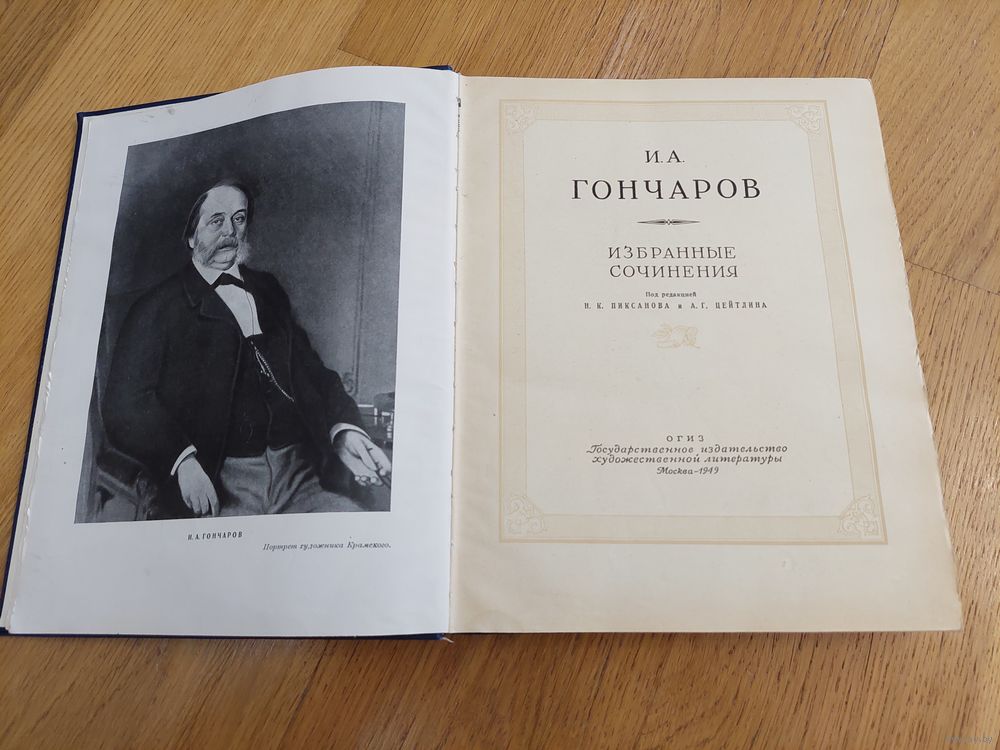 И. А. ГОНЧАРОВ
Портрет художника Крамского.
И. А.
ГОНЧАРОВ
ИЗБРАННЫЕ
СОЧИНЕНИЯ
Под редакцией
Н. К. ПИКСАНОВА и А. Г. ЦЕЙТЛИНА
ОГИЗ
Государственное издательство
художественной литературы
Москва—1949